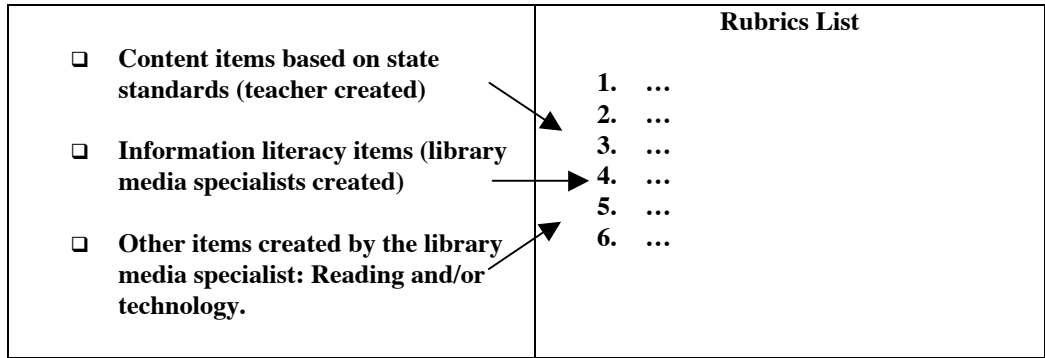 ❑ Content items based on state
standards (teacher created)
❑ Information literacy items (library
media specialists created)
❑ Other items created by the library
media specialist: Reading and/or
technology.
Rubrics List
1. …
2. …
3. …
4. …
5. …
6. …